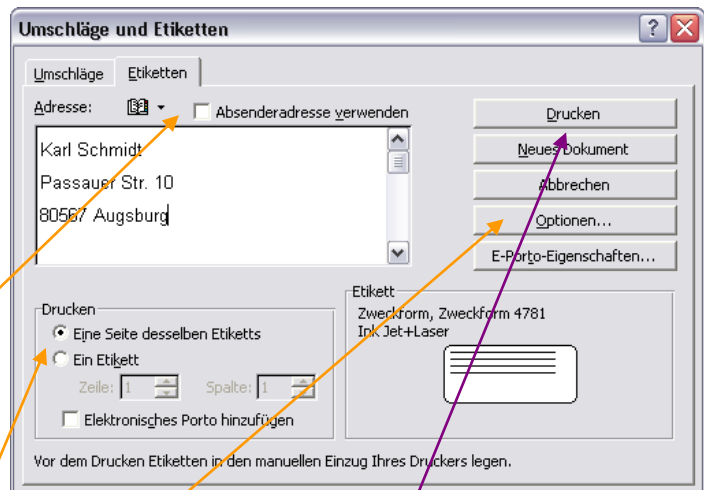 Umschläge und Etiketten
Umschläge Etiketten
Adresse: Absenderadresse verwenden
Karl Schmidt
Passauer Str. 10
80567 Augsburg
Drucken
Neues Dokument
Abbrechen
Optionen...
E-Porto-Eigenschaften...
Drucken
Eine Seite desselben Etiketts
Ein Etikett
Zeile: 1 Spalte: 1
Elektronisches Porto hinzufügen
Etikett
Zweckform, Zweckform 4781
Ink Jet+Laser
Vor dem Drucken Etiketten in den manuellen Einzug Ihres Druckers legen.